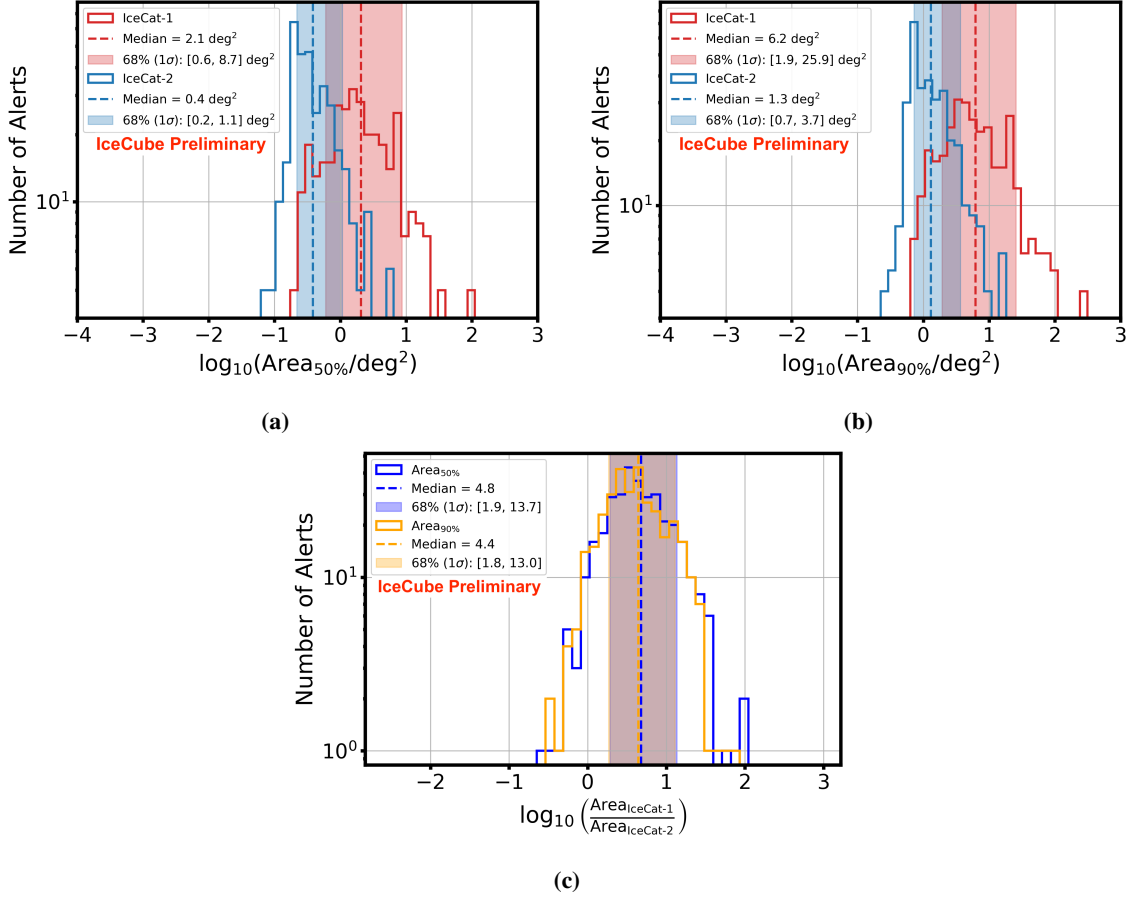 IceCat-1
Median = 2.1 deg²
68% (1σ): [0.6, 8.7] deg²
IceCat-2
Median = 0.4 deg²
68% (1σ): [0.2, 1.1] deg²
IceCube Preliminary
Number of Alerts
10¹
−4 −3 −2 −1 0 1 2 3
log₁₀(Area₅₀%/deg²)
(a)
IceCat-1
Median = 6.2 deg²
68% (1σ): [1.9, 25.9] deg²
IceCat-2
Median = 1.3 deg²
68% (1σ): [0.7, 3.7] deg²
IceCube Preliminary
Number of Alerts
10¹
−4 −3 −2 −1 0 1 2 3
log₁₀(Area₉₀%/deg²)
(b)
Area₅₀%
Median = 4.8
68% (1σ): [1.9, 13.7]
Area₉₀%
Median = 4.4
68% (1σ): [1.8, 13.0]
IceCube Preliminary
Number of Alerts
10¹
10⁰
−2 −1 0 1 2 3
log₁₀(Area_IceCat-1/Area_IceCat-2)
(c)